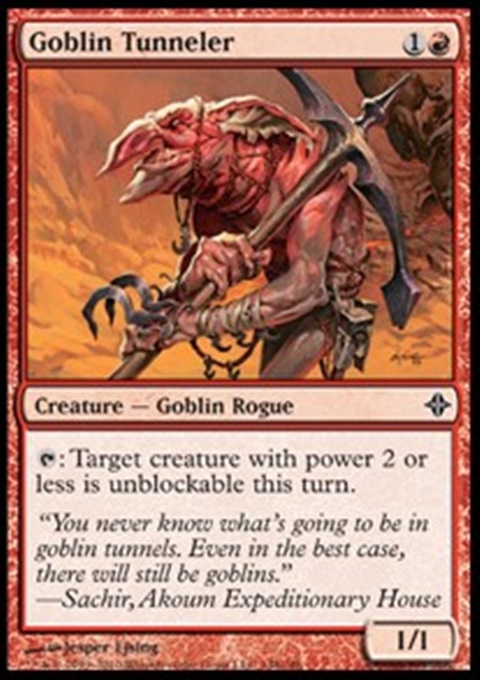 Goblin Tunneler 1
Creature — Goblin Rogue
: Target creature with power 2 or
less is unblockable this turn.
“You never know what’s going to be in
goblin tunnels. Even in the best case,
there will still be goblins.”
—Sachir, Akoum Expeditionary House
Jesper Ejsing
1/1